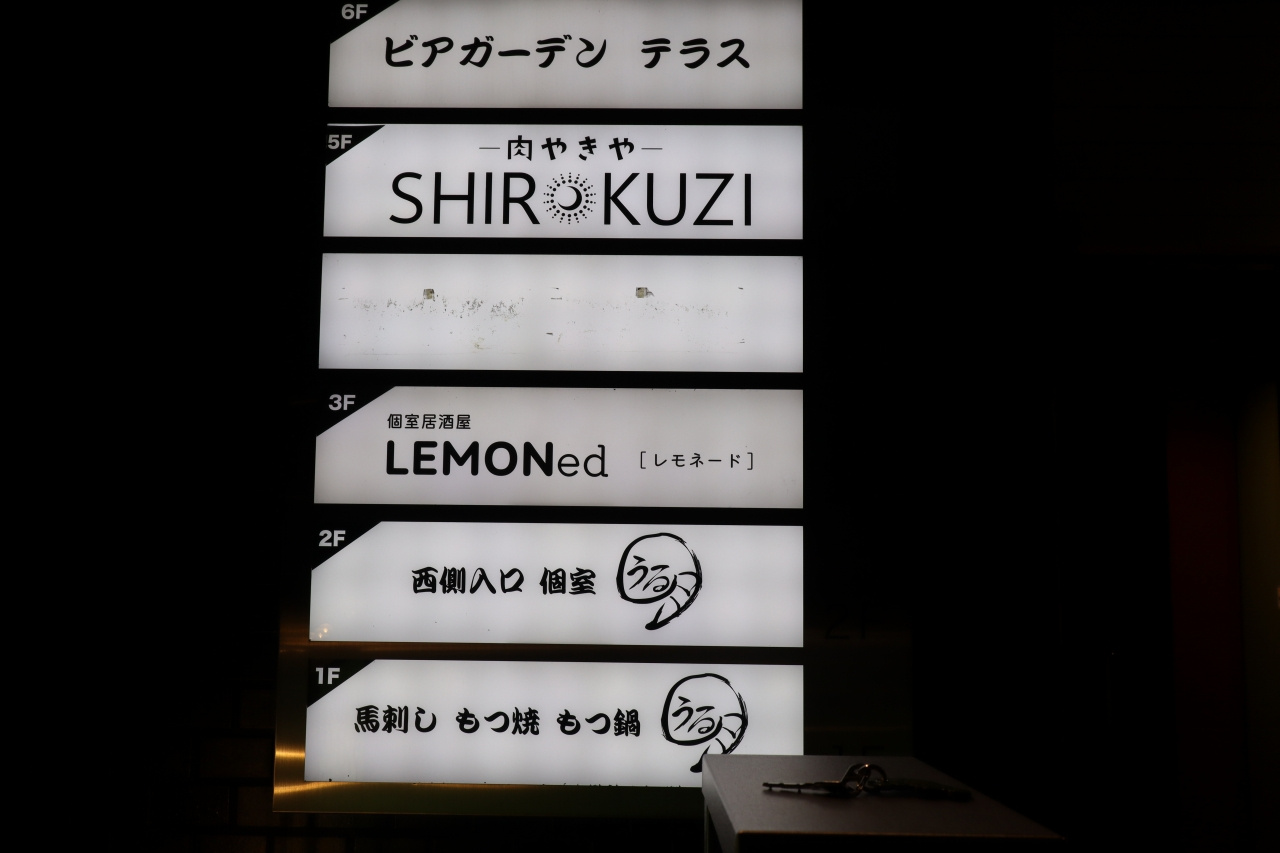 6F
ビアガーデン テラス
5F
肉やきや
SHIROKUZI
3F
個室居酒屋
LEMONed [レモネード]
2F
西側入口 個室 うるる
1F
馬刺し もつ焼 もつ鍋 うるる